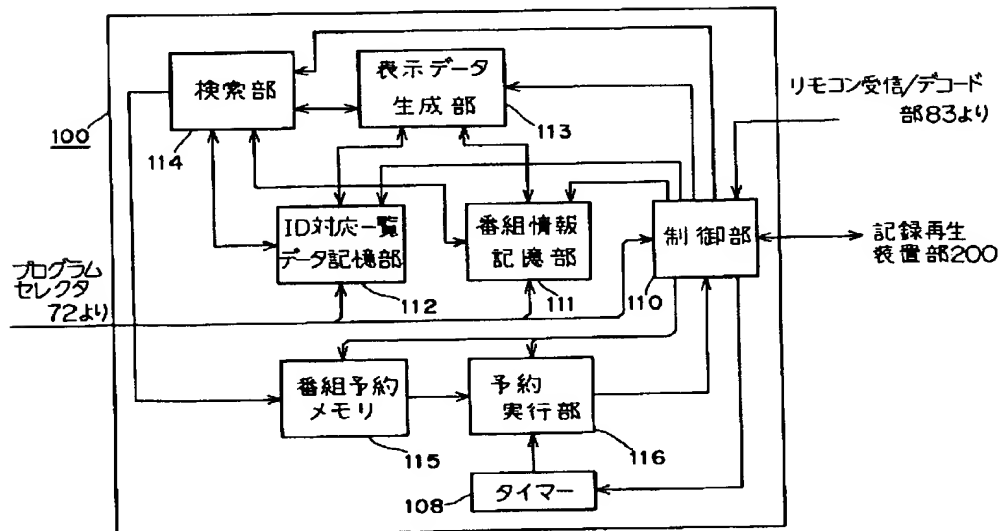 検索部
114
表示データ
生成部
113
リモコン受信/デコード
部83より
100
ID対応一覧
データ記憶部
112
番組情報
記憶部
111
制御部
110
記録再生
装置部200
プログラム
セレクタ
72より
番組予約
メモリ
115
予約
実行部
116
108
タイマー